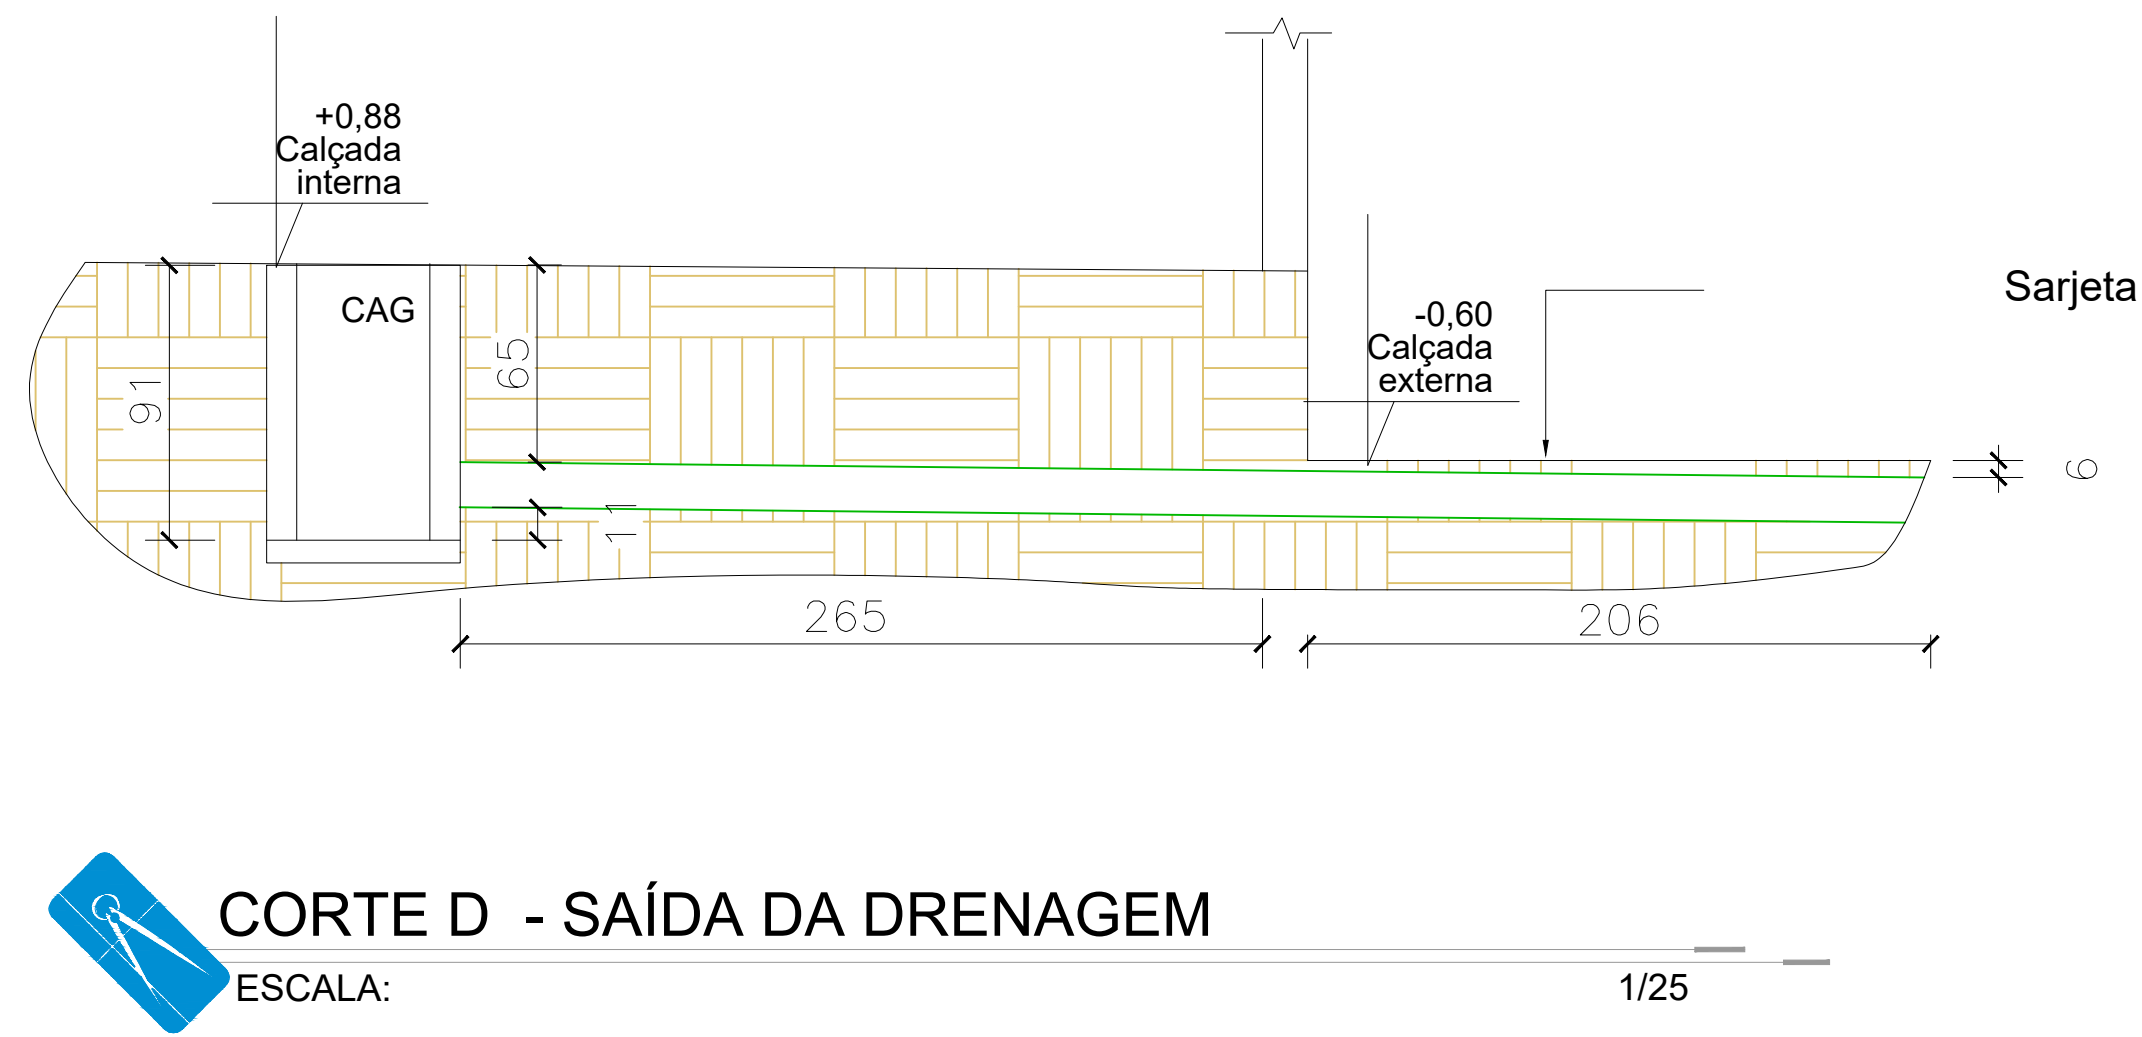 +0,88
Calçada
interna
CAG
91
65
11
-0,60
Calçada
externa
Sarjeta
6
265
206
CORTE D - SAÍDA DA DRENAGEM
ESCALA:
1/25